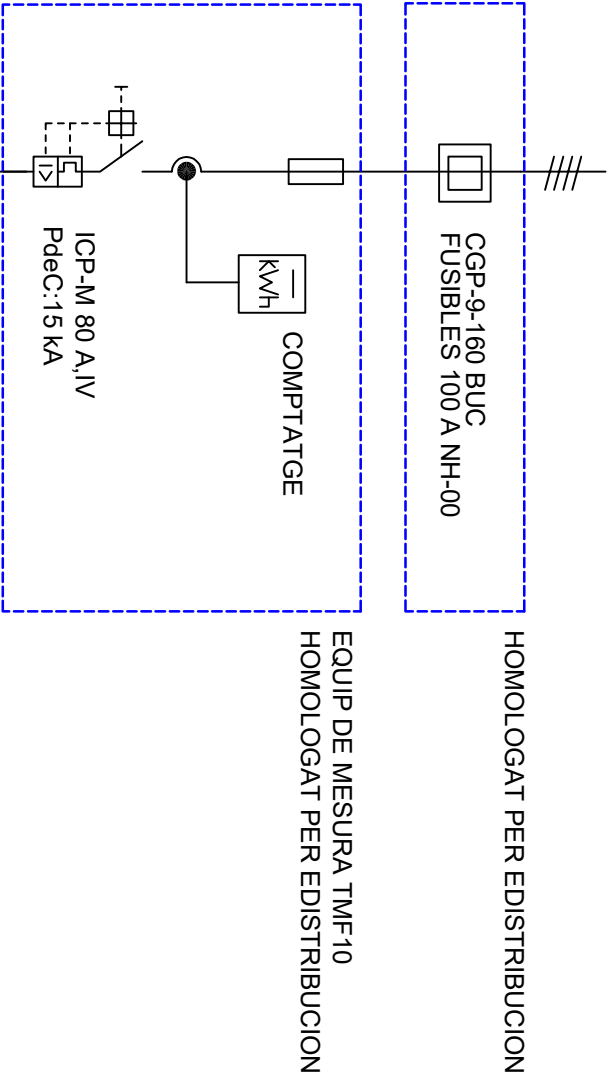 CGP-9-160 BUC
FUSIBLES 100 A NH-00
HOMOLOGAT PER EDISTRIBUCION
kWh
COMPTATGE
EQUIP DE MESURA TMF10
HOMOLOGAT PER EDISTRIBUCION
I>
ICP-M 80 A,IV
PdeC:15 kA